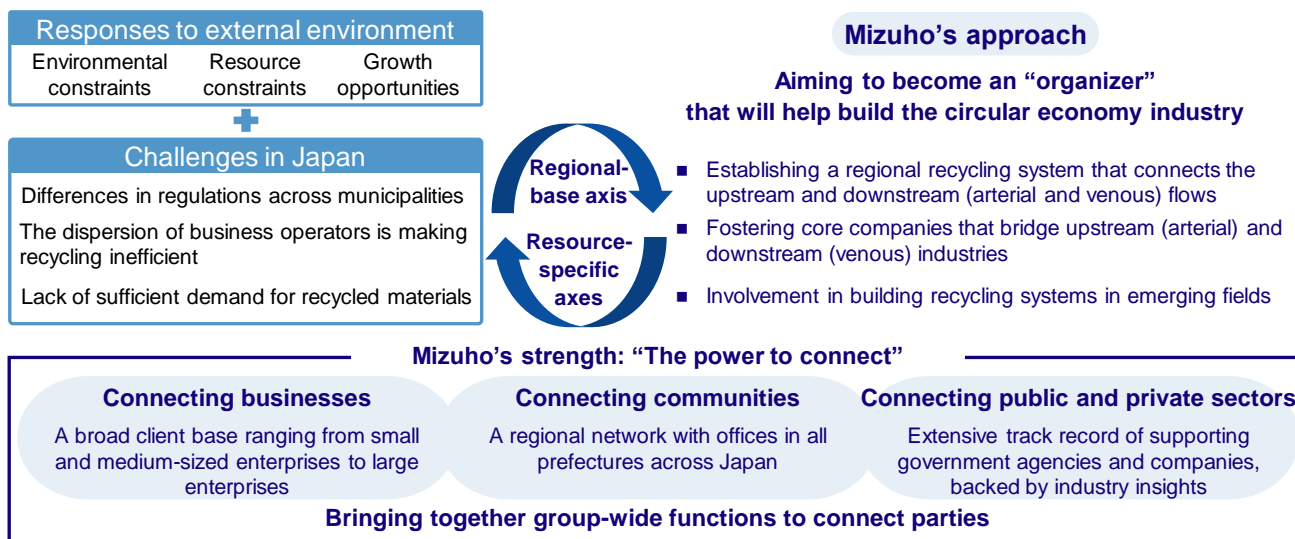 Responses to external environment
Environmental constraints
Resource constraints
Growth opportunities
Challenges in Japan
Differences in regulations across municipalities
The dispersion of business operators is making
recycling inefficient
Lack of sufficient demand for recycled materials
Regional-
base axis
Resource-
specific
axes
Mizuho’s approach
Aiming to become an “organizer”
that will help build the circular economy industry
■ Establishing a regional recycling system that connects the
upstream and downstream (arterial and venous) flows
■ Fostering core companies that bridge upstream (arterial) and
downstream (venous) industries
■ Involvement in building recycling systems in emerging fields
Mizuho’s strength: “The power to connect”
Connecting businesses
A broad client base ranging from small
and medium-sized enterprises to large
enterprises
Connecting communities
A regional network with offices in all
prefectures across Japan
Connecting public and private sectors
Extensive track record of supporting
government agencies and companies,
backed by industry insights
Bringing together group-wide functions to connect parties